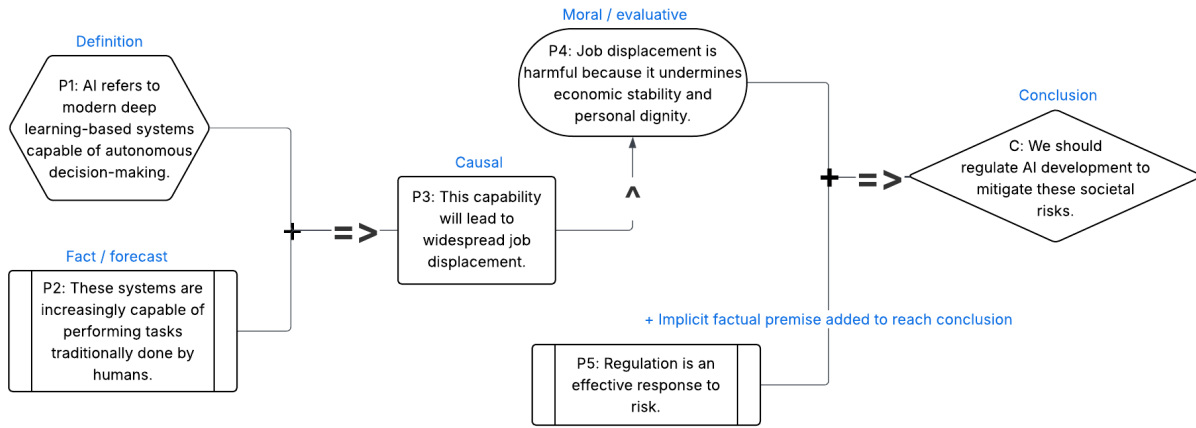 Definition
P1: AI refers to
modern deep
learning-based systems
capable of autonomous
decision-making.
Fact / forecast
P2: These systems are
increasingly capable of
performing tasks
traditionally done by
humans.
+
=>
Causal
P3: This capability
will lead to
widespread job
displacement.
^
Moral / evaluative
P4: Job displacement is
harmful because it undermines
economic stability and
personal dignity.
+ Implicit factual premise added to reach conclusion
P5: Regulation is an
effective response to
risk.
+
=>
Conclusion
C: We should
regulate AI development to
mitigate these societal
risks.